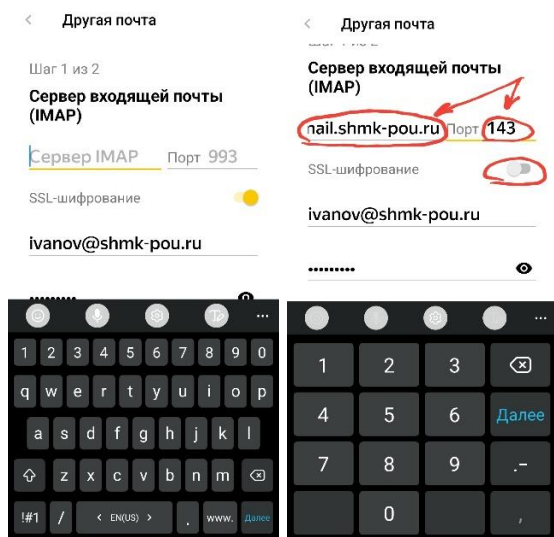 Другая почта
Шаг 1 из 2
Сервер входящей почты
(IMAP)
Сервер IMAP Порт 993
SSL-шифрование
ivanov@shmk-pou.ru
1 2 3 4 5 6 7 8 9 0
q w e r t y u i o p
a s d f g h j k l
z x c v b n m
!#1 / < EN(US) > . www. Далее
Другая почта
Сервер входящей почты
(IMAP)
nail.shmk-pou.ru Порт 143
SSL-шифрование
ivanov@shmk-pou.ru
1 2 3
4 5 6 Далее
7 8 9 .-
0 ,